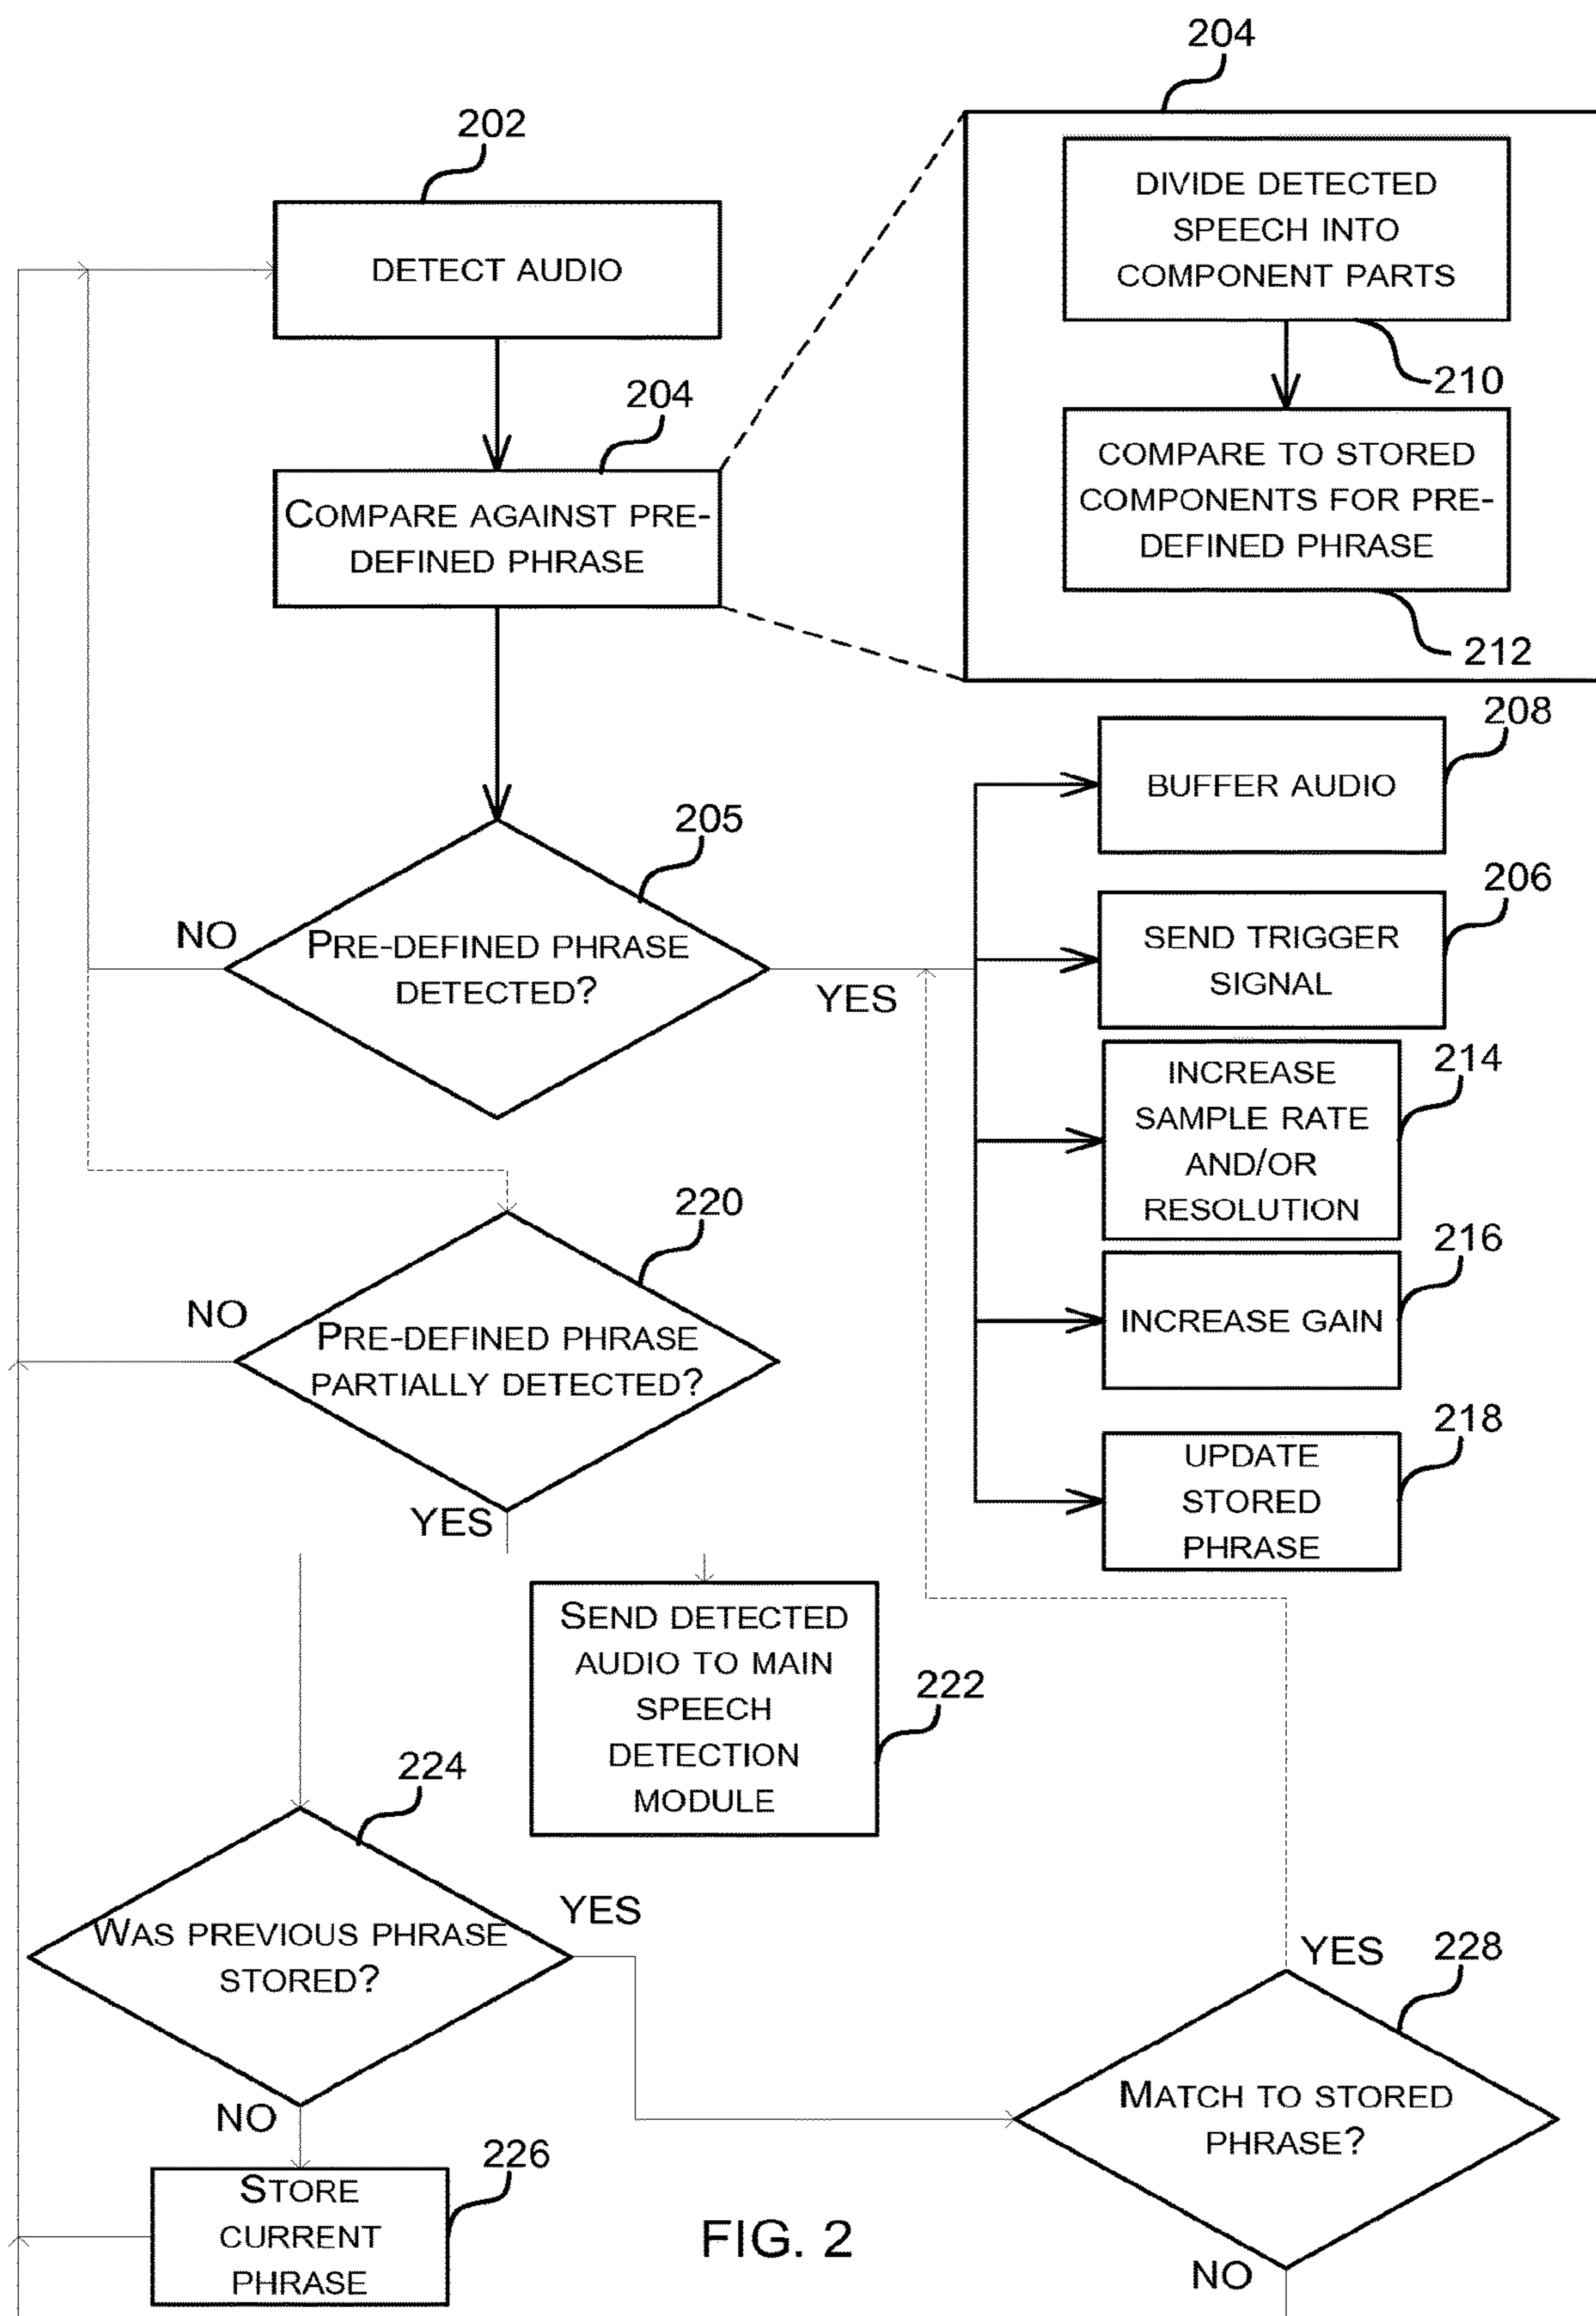 204
202
DIVIDE DETECTED
SPEECH INTO
COMPONENT PARTS
210
DETECT AUDIO
204
COMPARE AGAINST PRE-
DEFINED PHRASE
COMPARE TO STORED
COMPONENTS FOR PRE-
DEFINED PHRASE
212
208
BUFFER AUDIO
205
206
NO
PRE-DEFINED PHRASE
DETECTED?
YES
SEND TRIGGER
SIGNAL
214
INCREASE
SAMPLE RATE
AND/OR
RESOLUTION
220
216
NO
PRE-DEFINED PHRASE
PARTIALLY DETECTED?
YES
INCREASE GAIN
218
UPDATE
STORED
PHRASE
SEND DETECTED
AUDIO TO MAIN
SPEECH
DETECTION
MODULE
222
224
WAS PREVIOUS PHRASE
STORED?
YES
NO
YES
228
MATCH TO STORED
PHRASE?
NO
226
STORE
CURRENT
PHRASE
FIG. 2